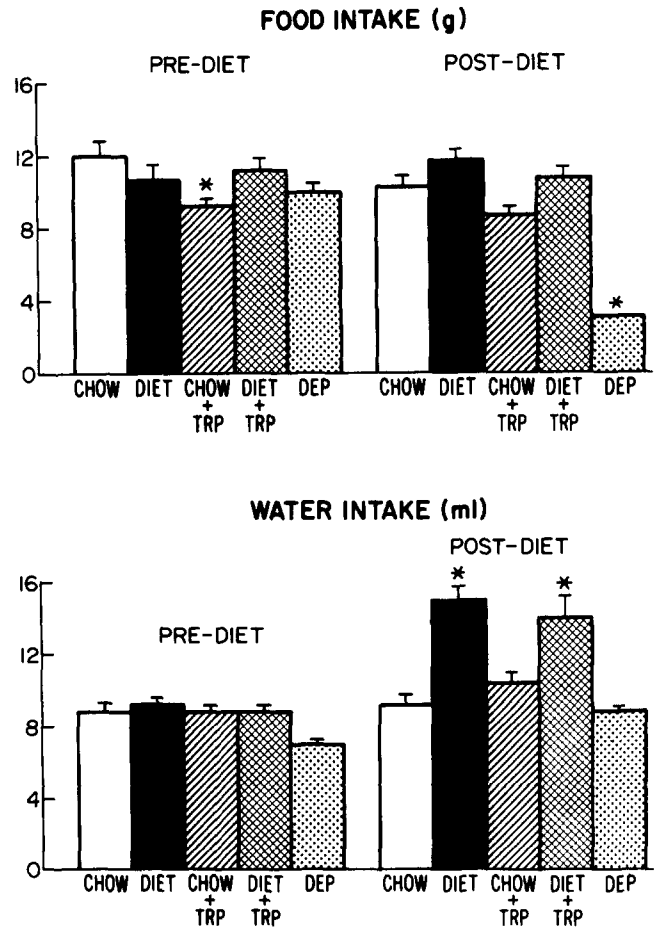 FOOD INTAKE (g)
PRE-DIET
POST-DIET
16
12
8
4
0
*
*
CHOW DIET CHOW + TRP DIET + TRP DEP
CHOW DIET CHOW + TRP DIET + TRP DEP
WATER INTAKE (ml)
POST-DIET
PRE-DIET
16
12
8
4
0
*
*
CHOW DIET CHOW + TRP DIET + TRP DEP
CHOW DIET CHOW + TRP DIET + TRP DEP